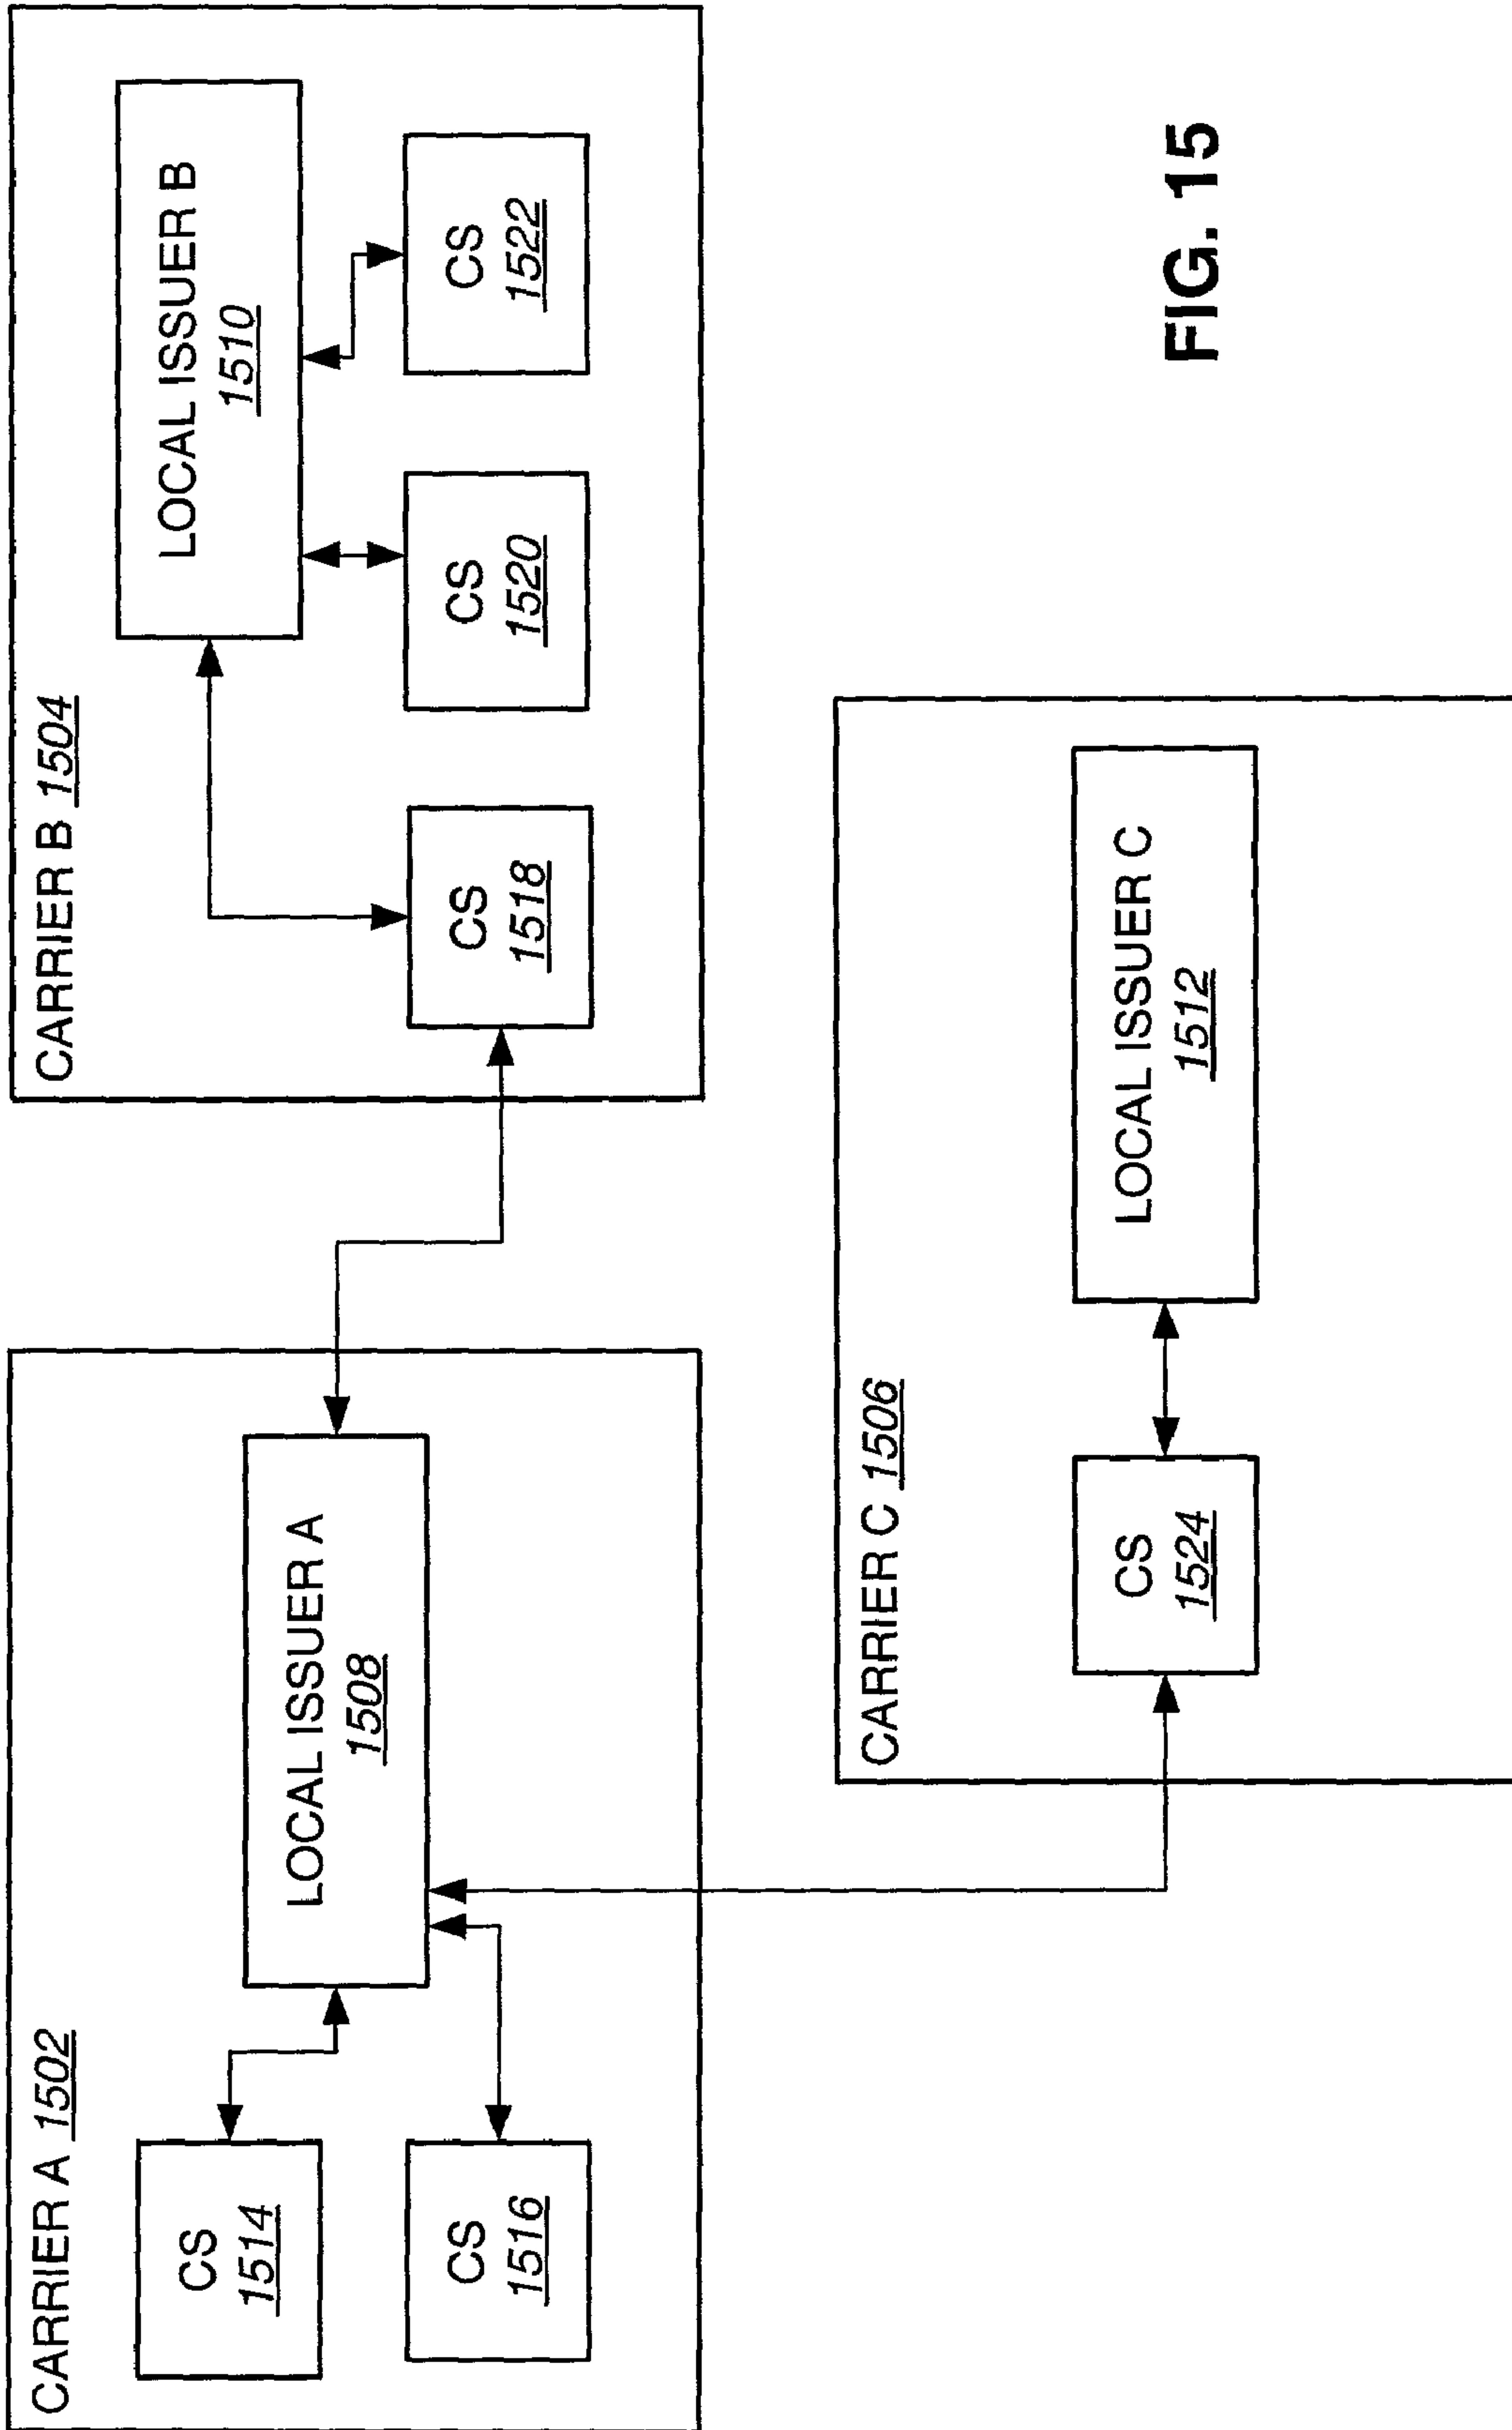 CARRIER A 1502
CS
1514
CS
1516
LOCAL ISSUER A
1508
CARRIER B 1504
LOCAL ISSUER B
1510
CS
1518
CS
1520
CS
1522
CARRIER C 1506
CS
1524
LOCAL ISSUER C
1512
FIG. 15